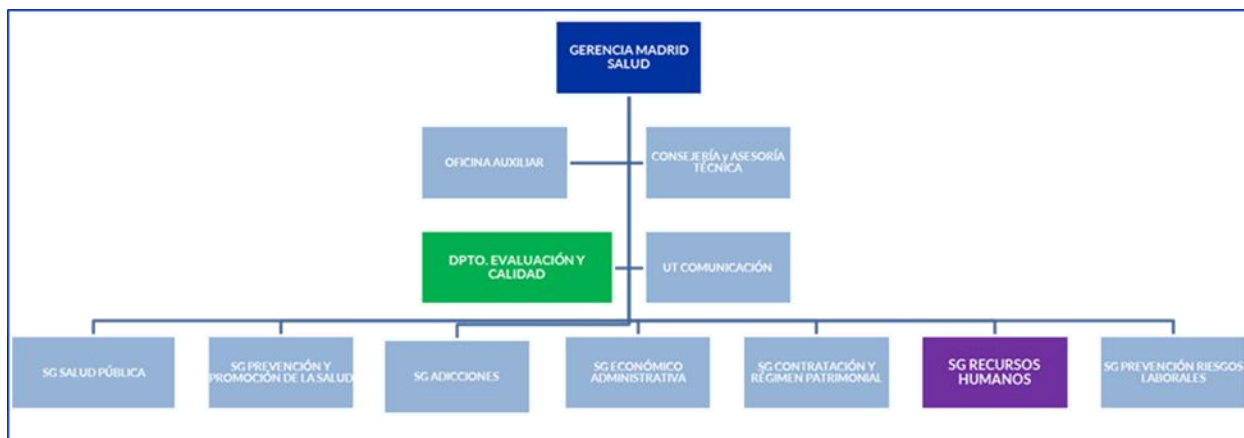 GERENCIA MADRID
SALUD
OFICINA AUXILIAR
CONSEJERÍA y ASESORÍA
TÉCNICA
DPTO. EVALUACIÓN Y
CALIDAD
UT COMUNICACIÓN
SG SALUD PÚBLICA
SG PREVENCIÓN Y
PROMOCIÓN DE LA SALUD
SG ADICCIONES
SG ECONÓMICO
ADMINISTRATIVA
SG CONTRATACIÓN Y
RÉGIMEN PATRIMONIAL
SG RECURSOS
HUMANOS
SG PREVENCIÓN RIESGOS
LABORALES